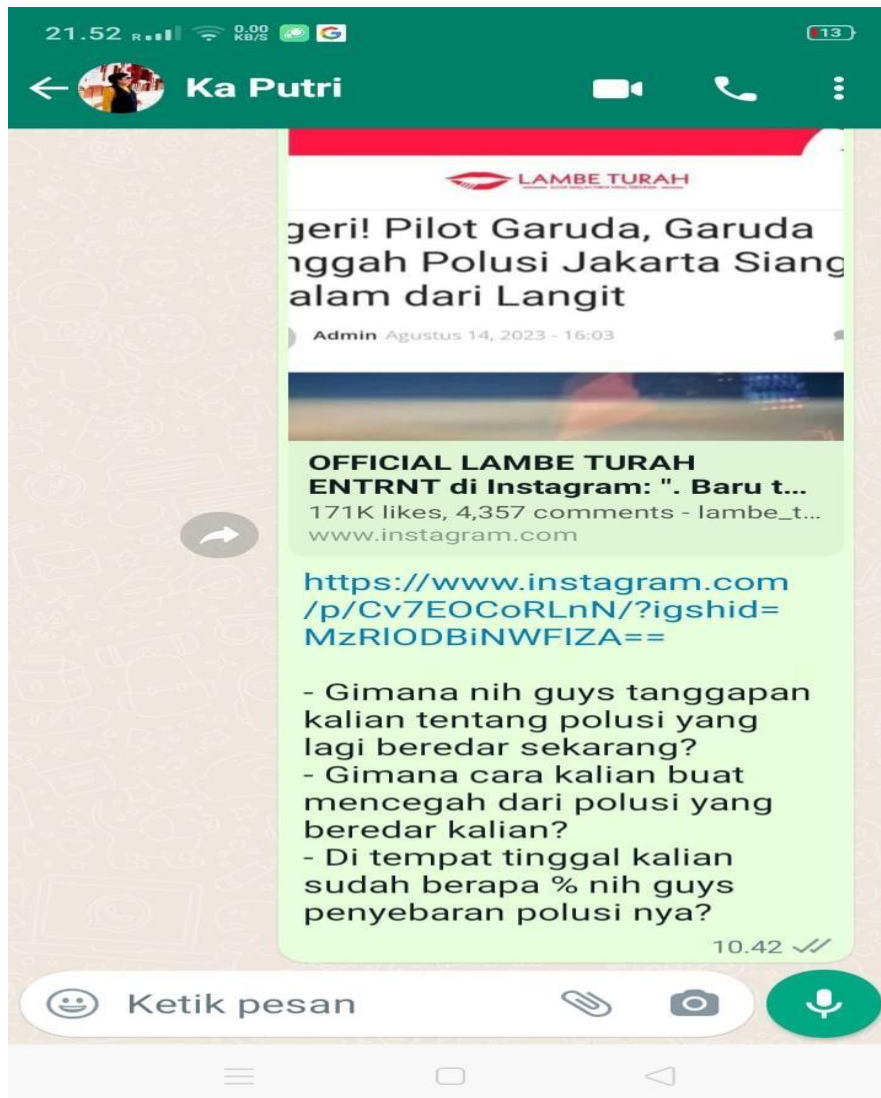 21.52 R 0.00 KB/S G 13
Ka Putri
LAMBE TURAH
geri! Pilot Garuda, Garuda
nggah Polusi Jakarta Siang
alam dari Langit
Admin Agustus 14, 2023 - 16:03
OFFICIAL LAMBE TURAH
ENTRNT di Instagram: ". Baru t...
171K likes, 4,357 comments - lambe_t...
www.instagram.com
https://www.instagram.com
/p/Cv7EOCoRLnN/?igshid=
MzRlODBiNWFlZA==
- Gimana nih guys tanggapan
kalian tentang polusi yang
lagi beredar sekarang?
- Gimana cara kalian buat
mencegah dari polusi yang
beredar kalian?
- Di tempat tinggal kalian
sudah berapa % nih guys
penyebaran polusi nya?
10.42
Ketik pesan